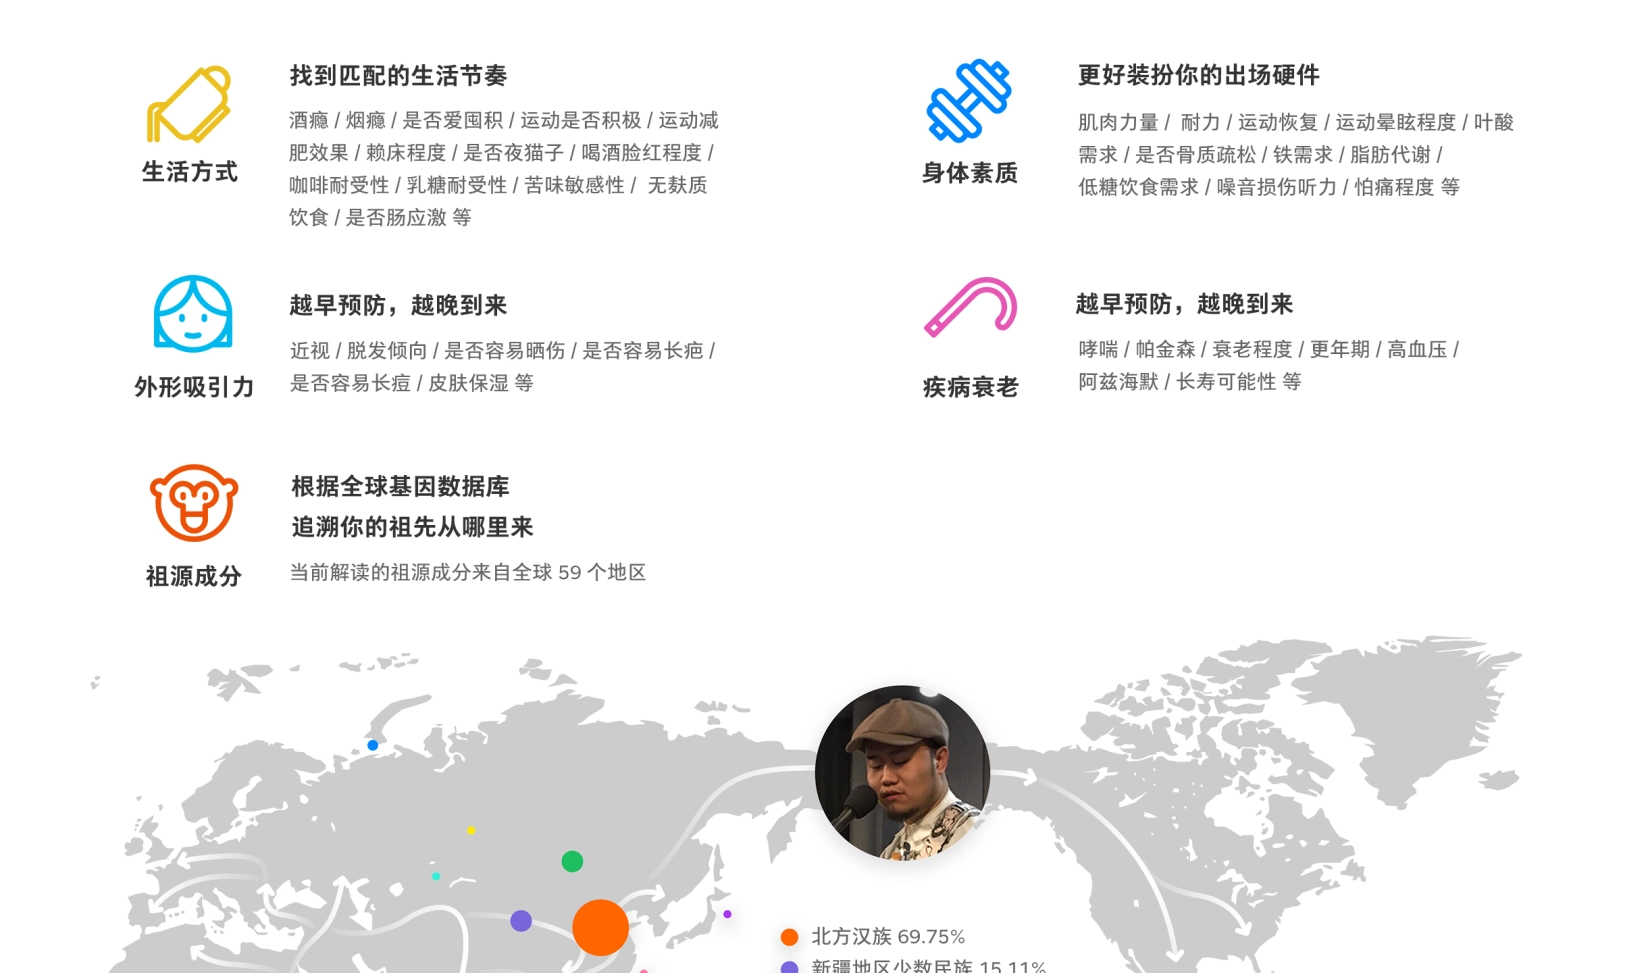 找到匹配的生活节奏
酒瘾 / 烟瘾 / 是否爱囤积 / 运动是否积极 / 运动减
肥效果 / 赖床程度 / 是否夜猫子 / 喝酒脸红程度 /
咖啡耐受性 / 乳糖耐受性 / 苦味敏感性 / 无麸质
饮食 / 是否肠应激 等
生活方式
更好装扮你的出场硬件
肌肉力量 / 耐力 / 运动恢复 / 运动晕眩程度 / 叶酸
需求 / 是否骨质疏松 / 铁需求 / 脂肪代谢 /
低糖饮食需求 / 噪音损伤听力 / 怕痛程度 等
身体素质
越早预防，越晚到来
近视 / 脱发倾向 / 是否容易晒伤 / 是否容易长疤 /
是否容易长痘 / 皮肤保湿 等
外形吸引力
越早预防，越晚到来
哮喘 / 帕金森 / 衰老程度 / 更年期 / 高血压 /
阿兹海默 / 长寿可能性 等
疾病衰老
根据全球基因数据库
追溯你的祖先从哪里来
当前解读的祖源成分来自全球 59 个地区
祖源成分
北方汉族 69.75%
新疆地区少数民族 15.11%